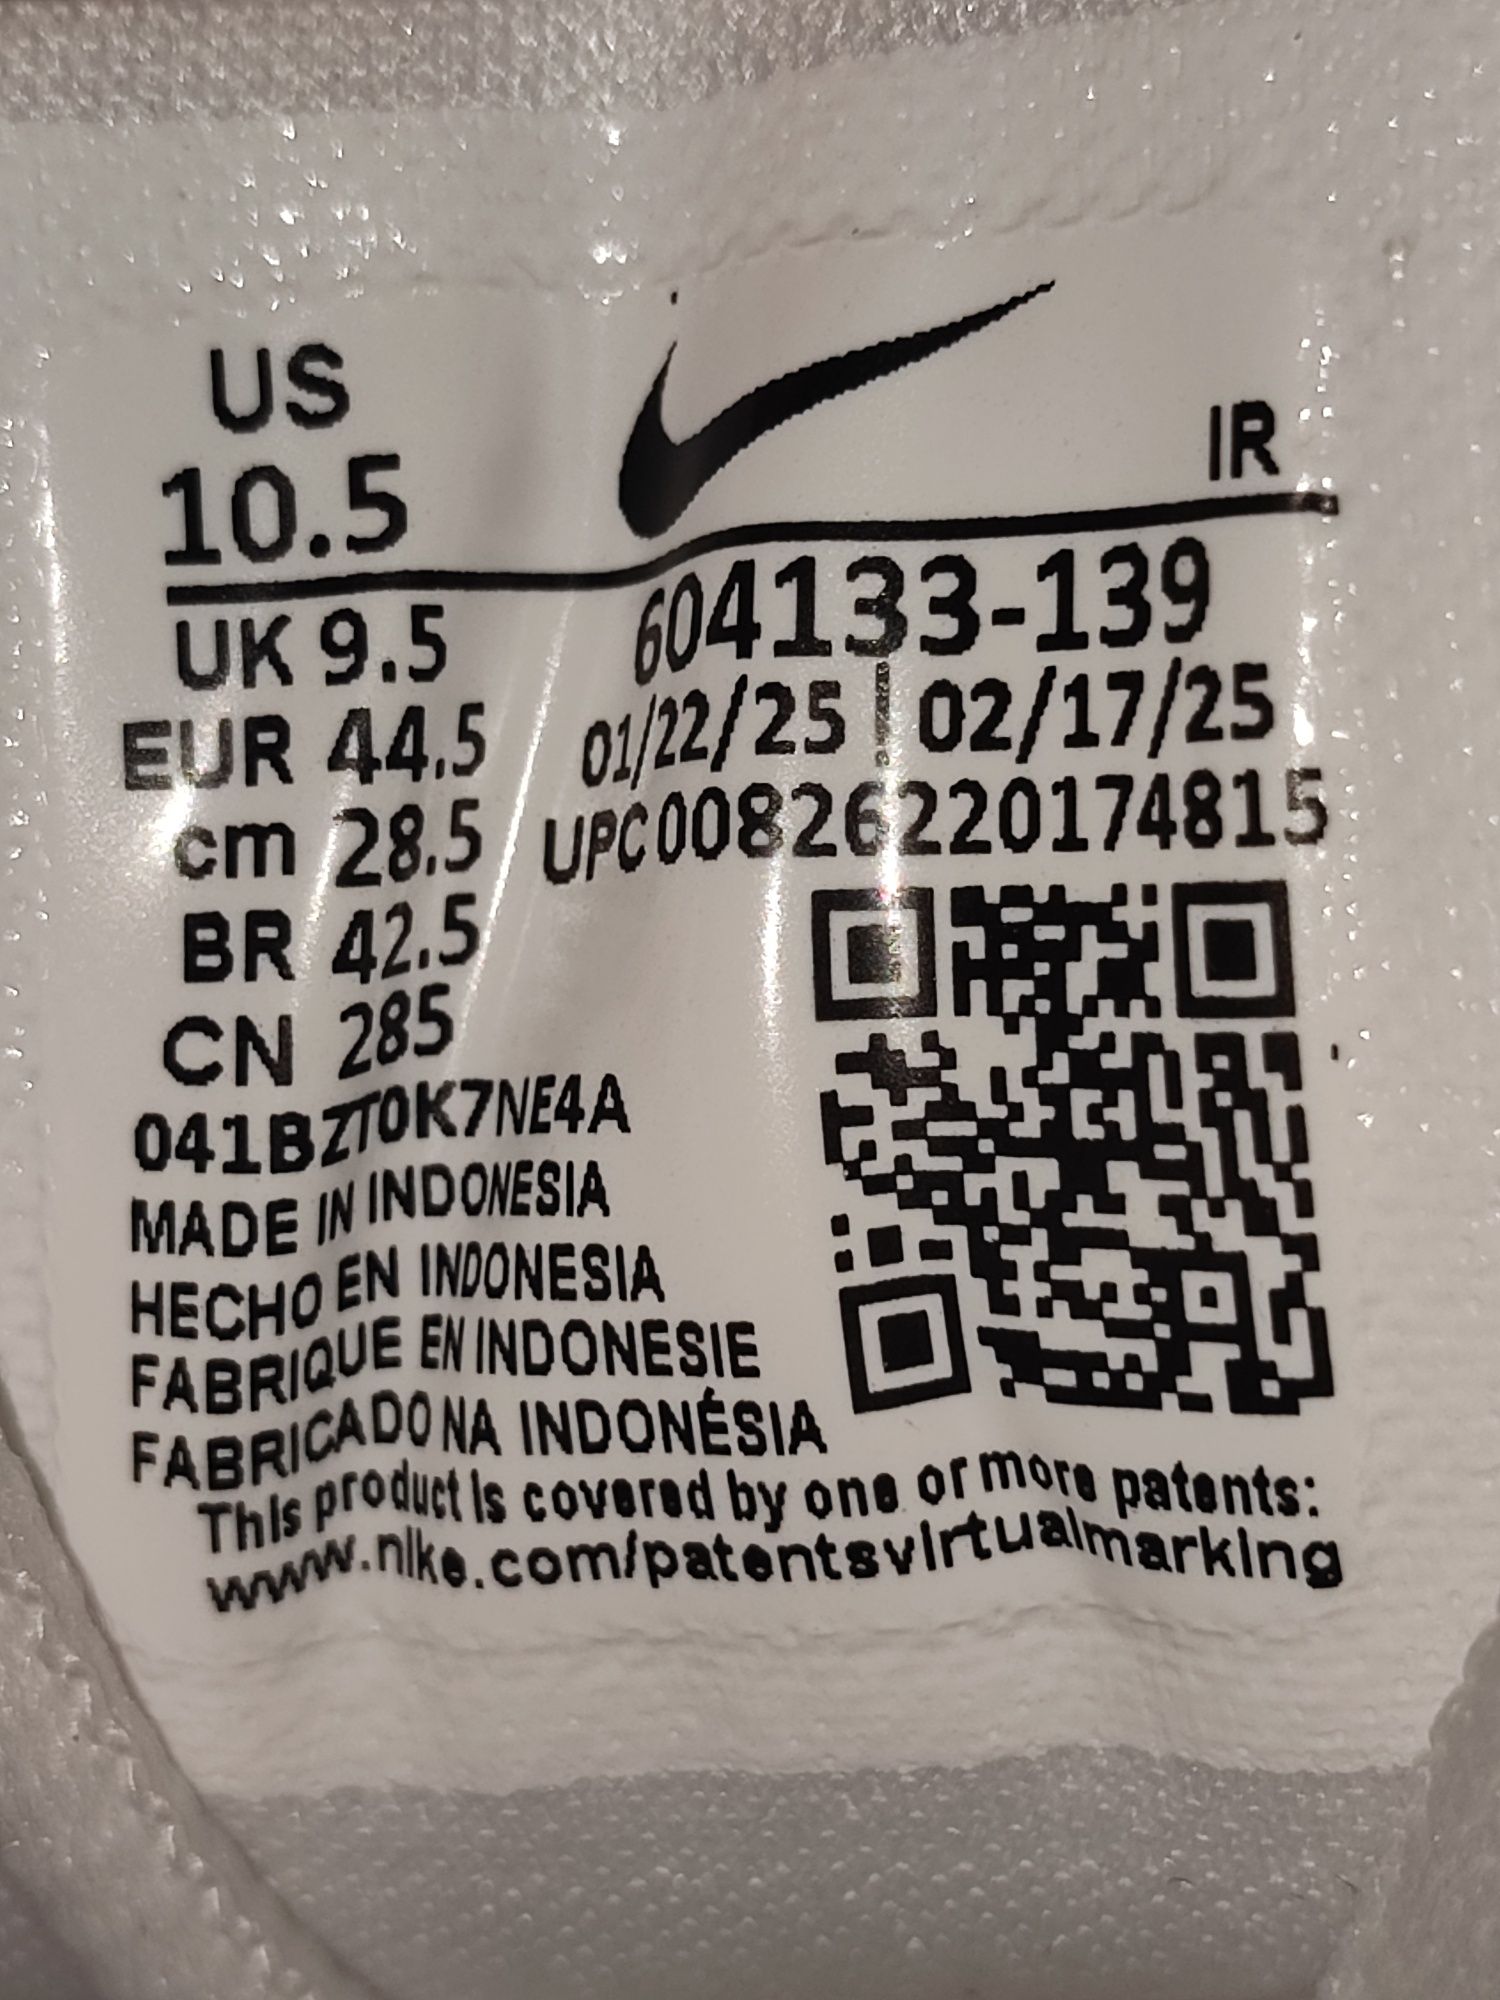 US
10.5
IR
UK 9.5
604133-139
EUR 44.5
01/22/25 | 02/17/25
cm 28.5
UPC00826220174815
BR 42.5
CN 285
041BZT0K7NE4A
MADE IN INDONESIA
HECHO EN INDONESIA
FABRIQUE EN INDONESIE
FABRICADO NA INDONÉSIA
This product is covered by one or more patents:
www.nike.com/patentsvirtualmarking